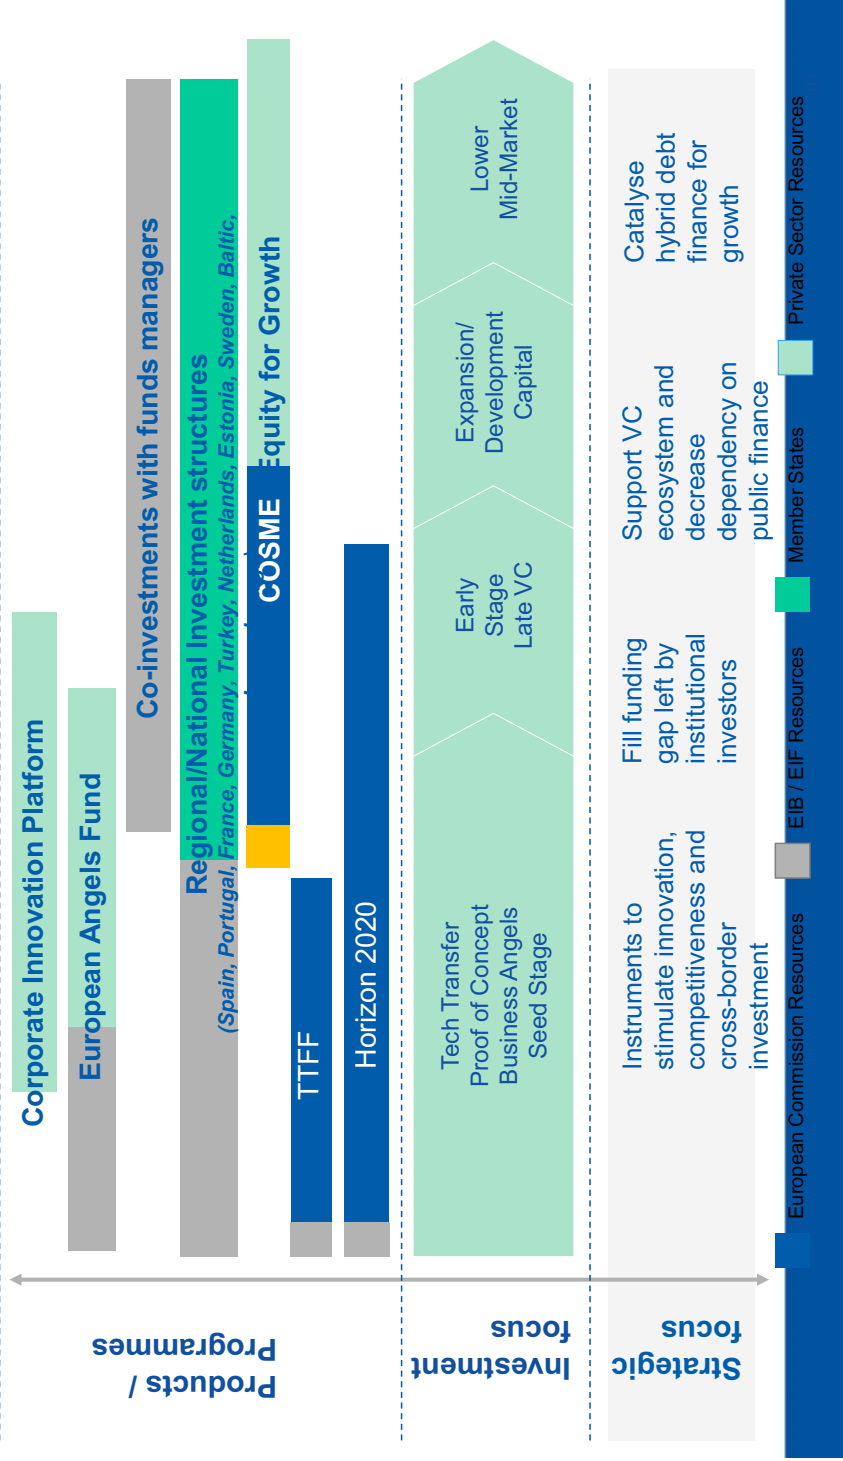 Corporate Innovation Platform
European Angels Fund
Co-investments with funds managers
Regional/National Investment structures
(Spain, Portugal, France, Germany, Turkey, Netherlands, Estonia, Sweden, Baltic,
Equity for Growth
COSME
TTFF
Horizon 2020
Products /
Programmes
Tech Transfer
Proof of Concept
Business Angels
Seed Stage
Early
Stage
Late VC
Expansion/
Development
Capital
Lower
Mid-Market
Investment
focus
Instruments to
stimulate innovation,
competitiveness and
cross-border
investment
Fill funding
gap left by
institutional
investors
Support VC
ecosystem and
decrease
dependency on
public finance
Catalyse
hybrid debt
finance for
growth
Strategic
focus
European Commission Resources
EIB / EIF Resources
Member States
Private Sector Resources